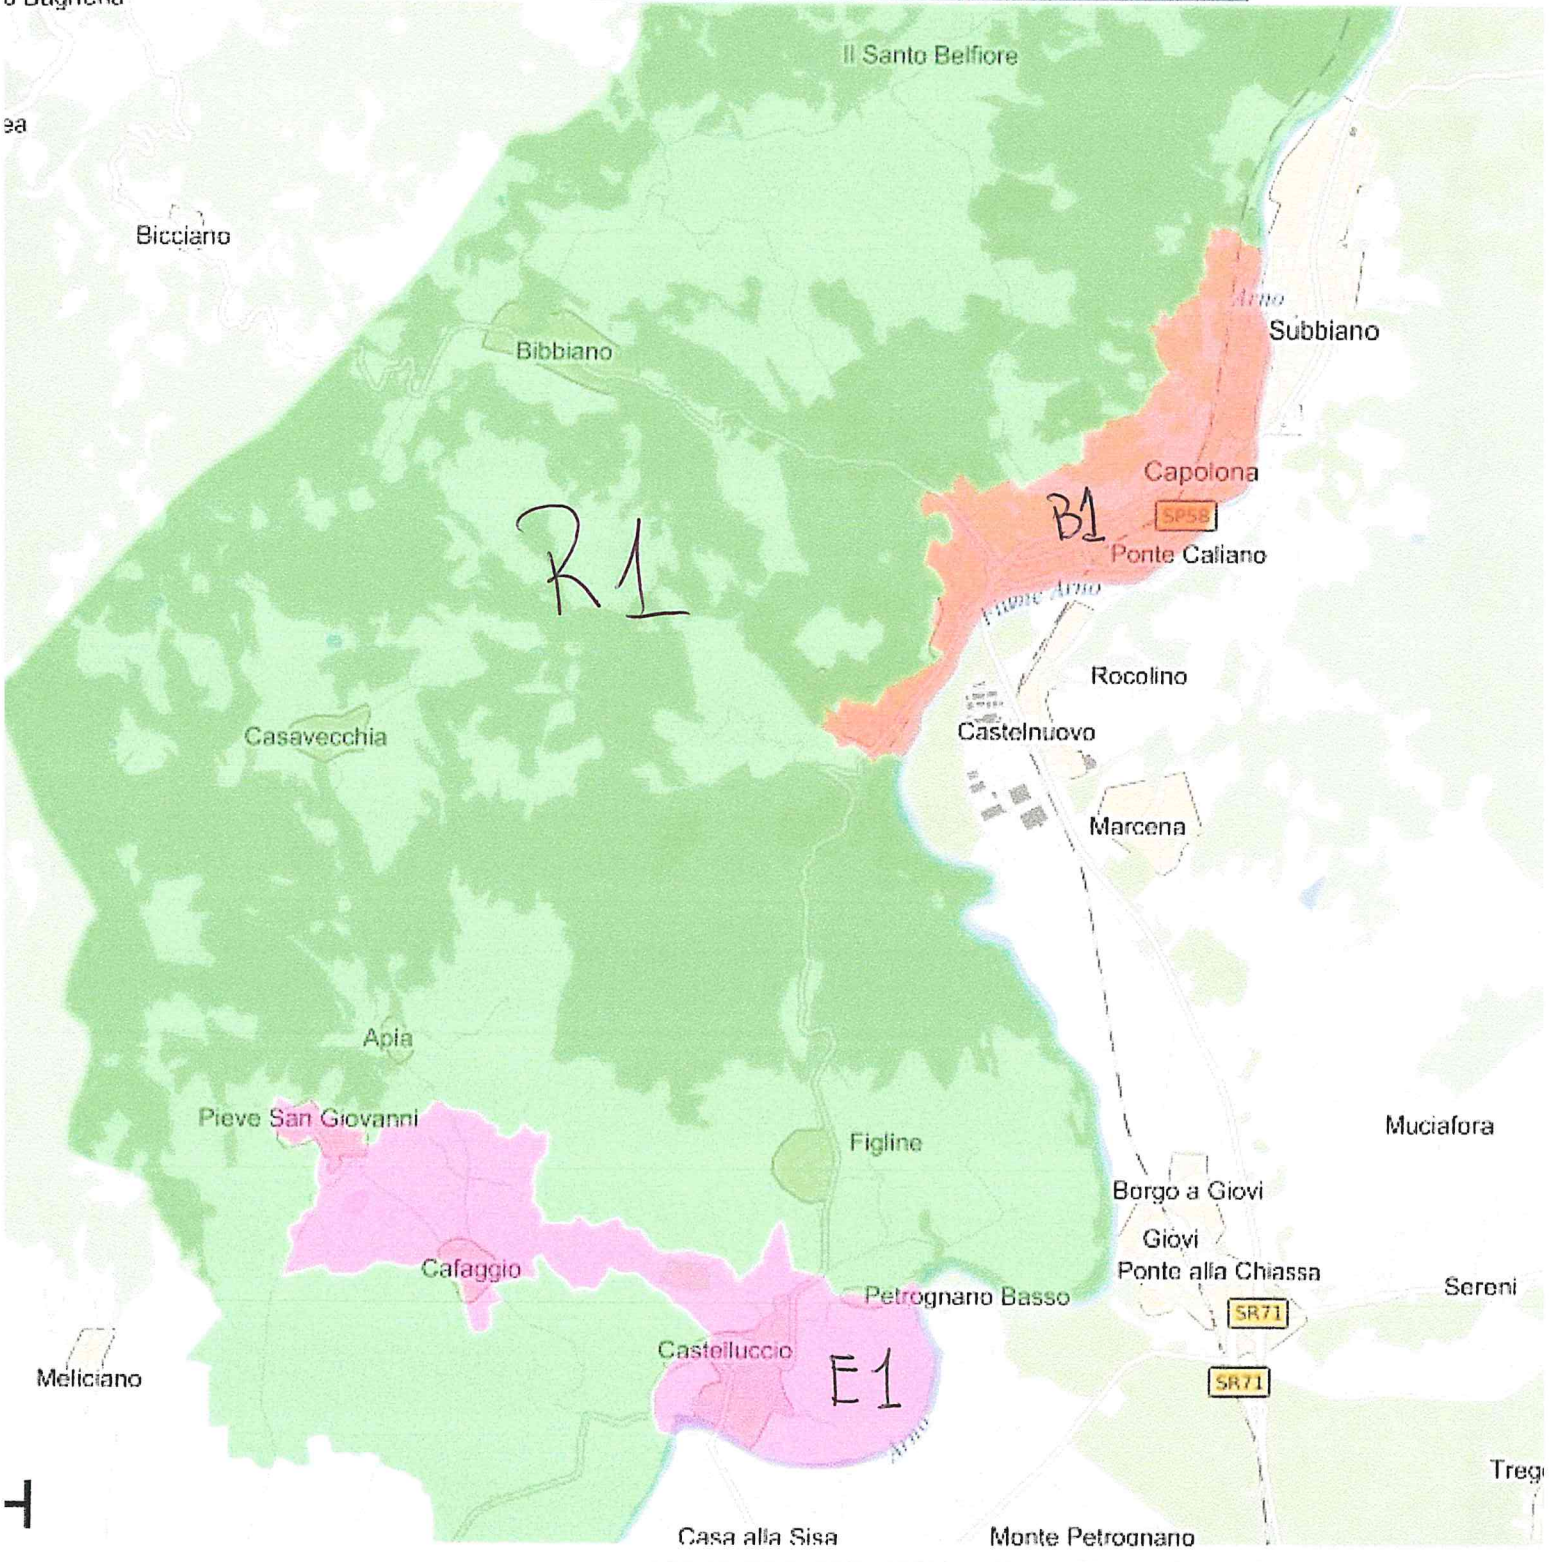 Il Santo Belfiore
Bicciano
Arno
Subbiano
Bibbiano
Capolona
B1
SP58
R1
Ponte Caliano
Fiume Arno
Rocolino
Castelnuovo
Casavecchia
Marcena
Apia
Pieve San Giovanni
Muciafora
Figline
Borgo a Giovi
Giovi
Cafaggio
Ponte alla Chiassa
Sereni
Petrognano Basso
SR71
Castelluccio
E1
Meliciano
SR71
Arno
Casa alla Sisa
Monte Petrognano